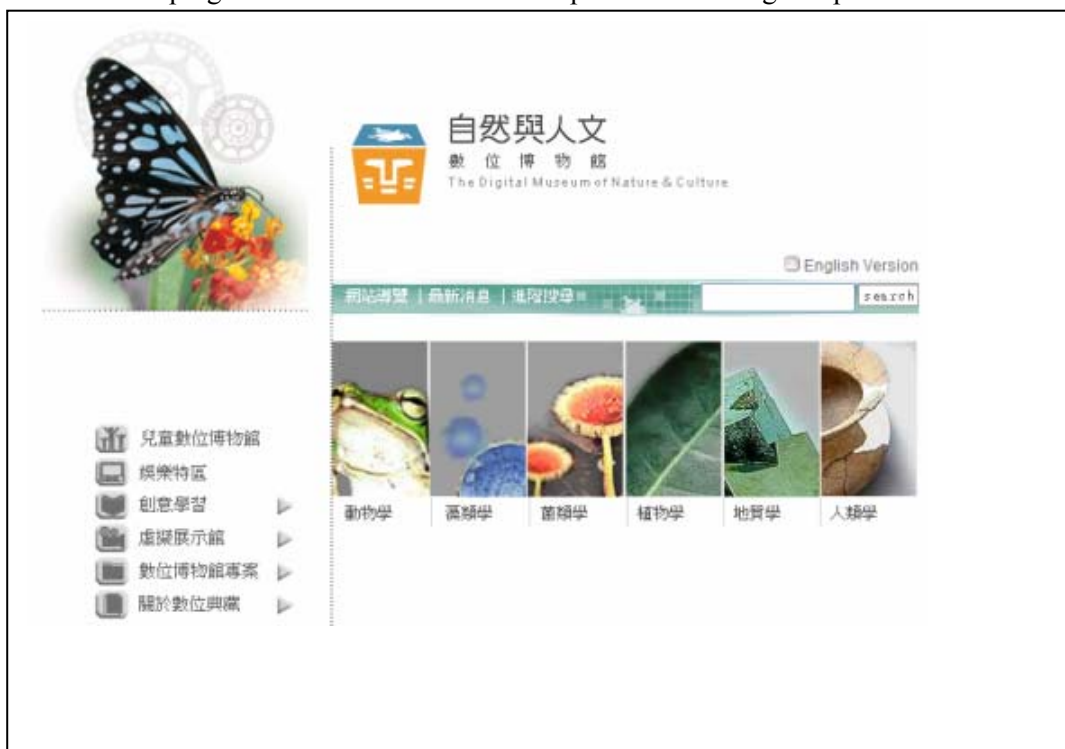 自然與人文
數位博物館
The Digital Museum of Nature & Culture
English Version
網站導覽 | 最新消息 | 進階搜尋
search
動物學 藻類學 菌類學 植物學 地質學 人類學
兒童數位博物館
娛樂特區
創意學習
虛擬展示館
數位博物館專案
關於數位典藏